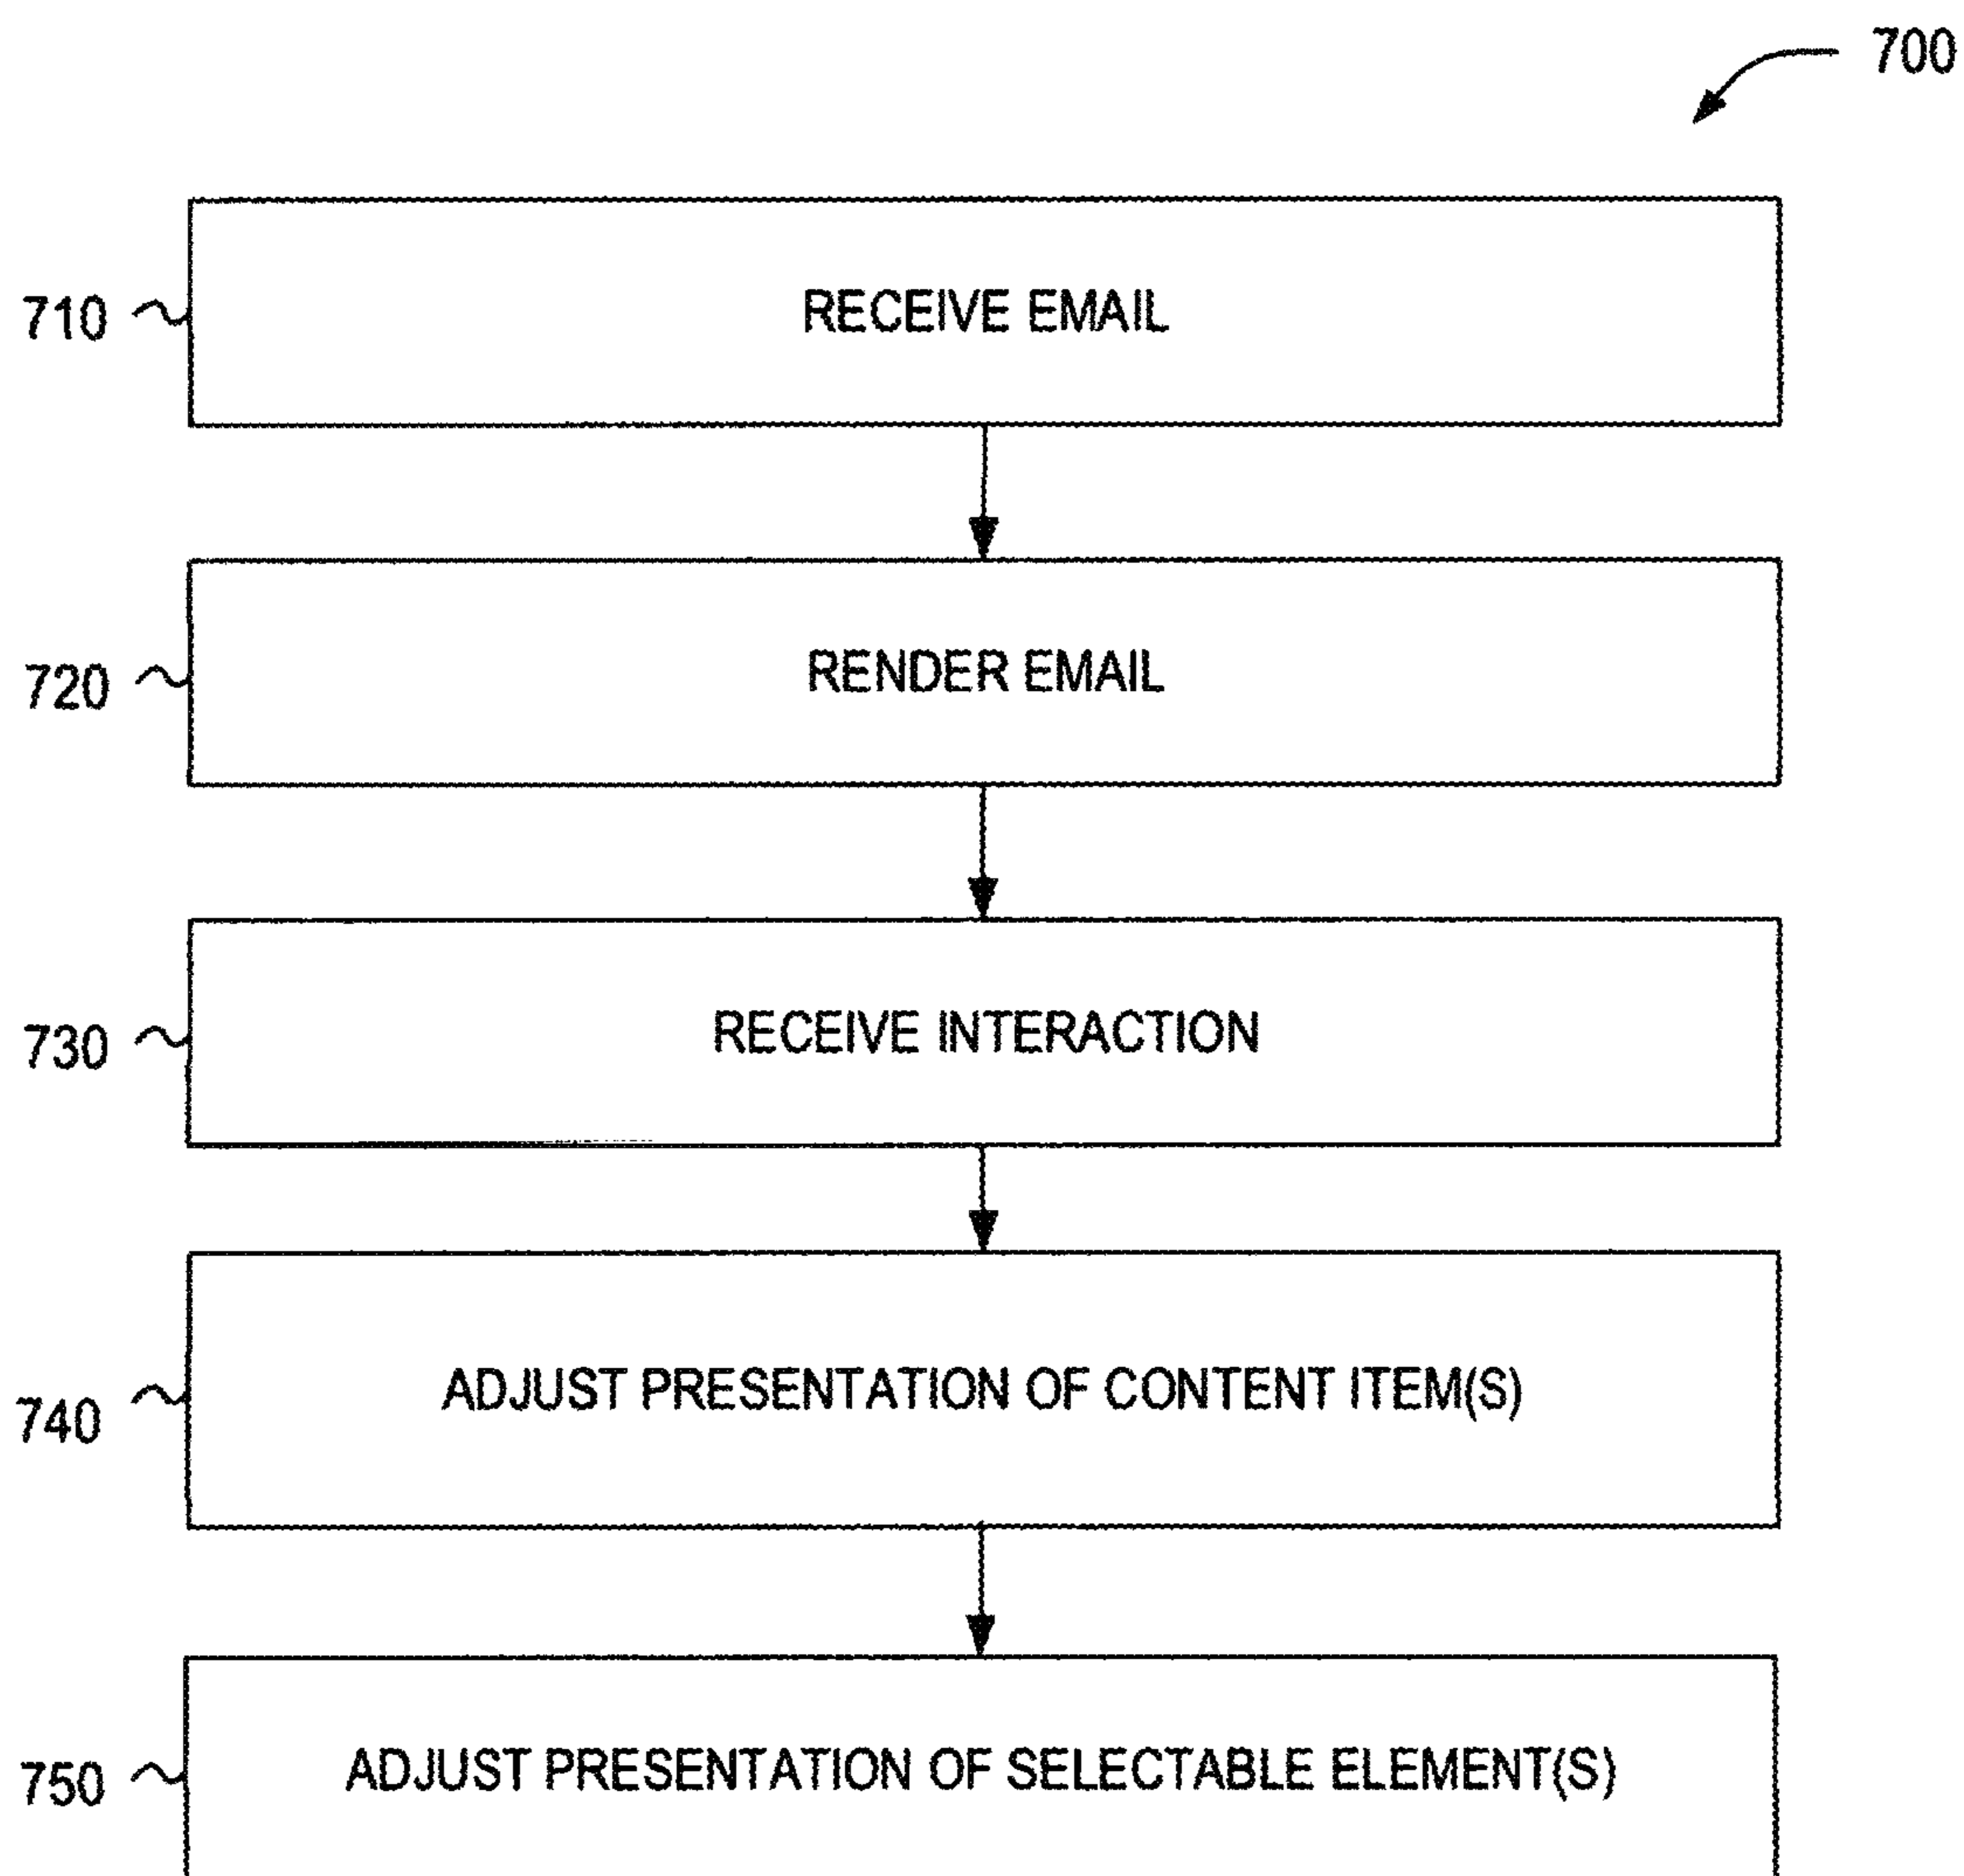 700
710 RECEIVE EMAIL
720 RENDER EMAIL
730 RECEIVE INTERACTION
740 ADJUST PRESENTATION OF CONTENT ITEM(S)
750 ADJUST PRESENTATION OF SELECTABLE ELEMENT(S)